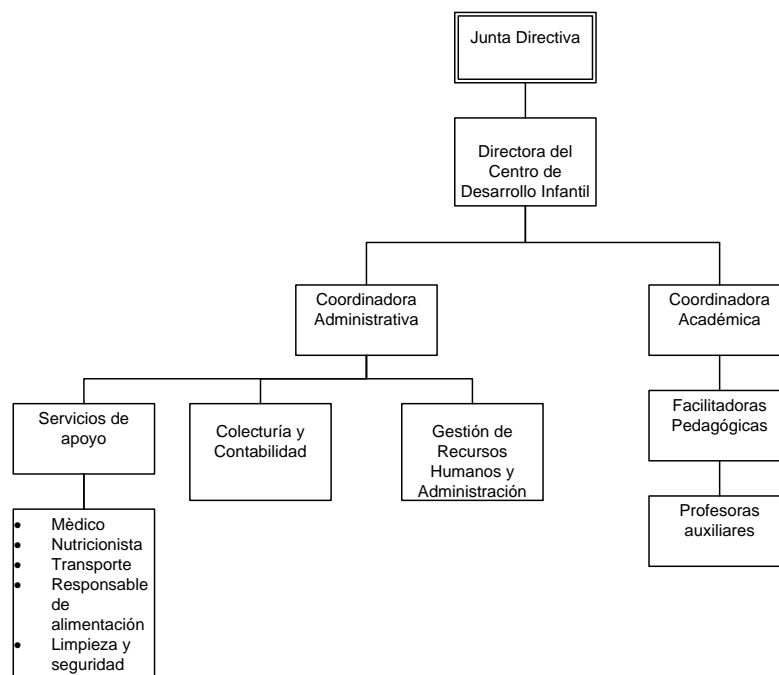 Junta Directiva
Directora del
Centro de
Desarrollo Infantil
Coordinadora
Administrativa
Coordinadora
Académica
Servicios de
apoyo
Colecturía y
Contabilidad
Gestión de
Recursos
Humanos y
Administración
Facilitadoras
Pedagógicas
Profesoras
auxiliares
• Mèdico
• Nutricionista
• Transporte
• Responsable
de
alimentación
• Limpieza y
seguridad